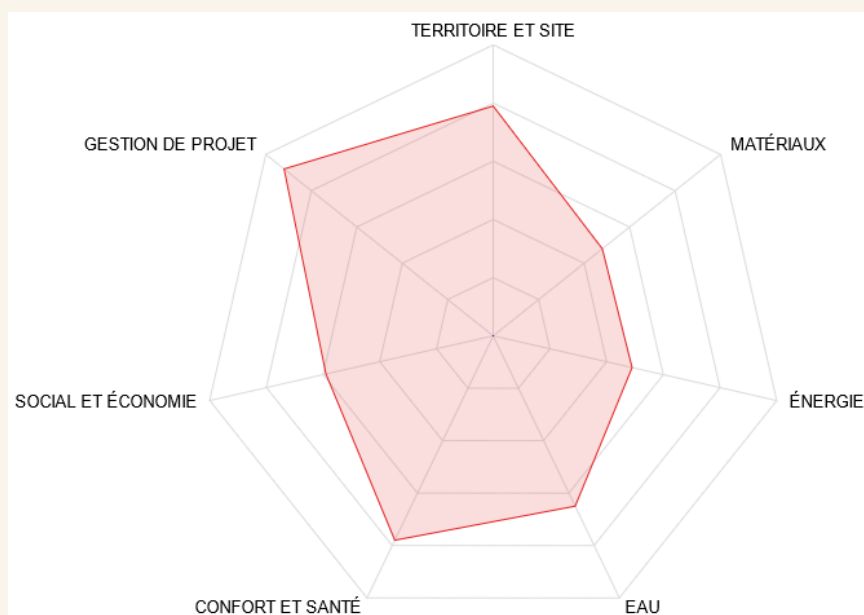 TERRITOIRE ET SITE
GESTION DE PROJET
MATÉRIAUX
SOCIAL ET ÉCONOMIE
ÉNERGIE
CONFORT ET SANTÉ
EAU